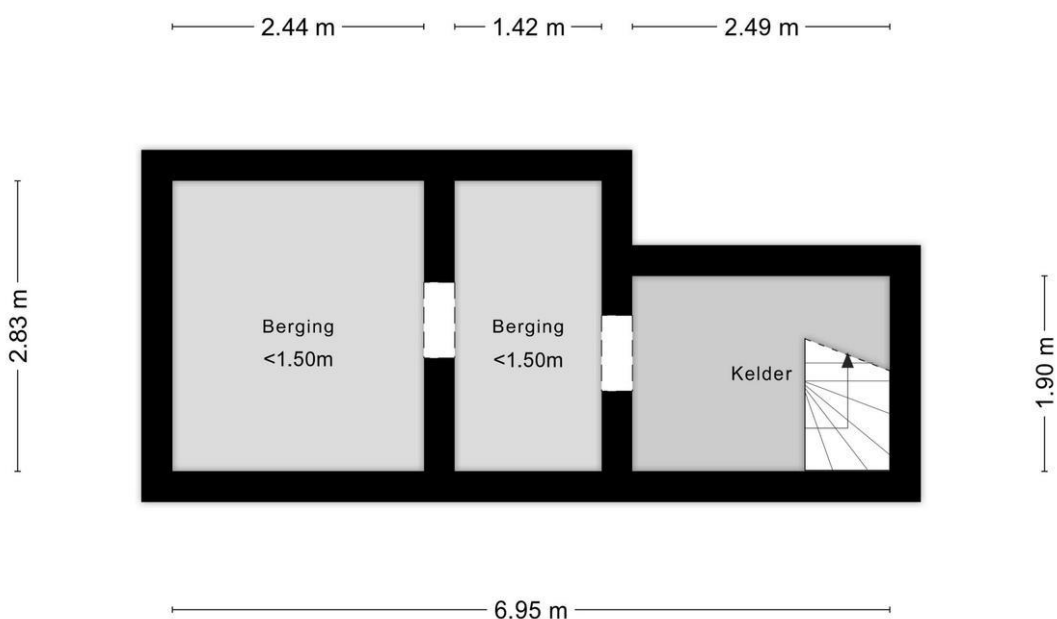 2.44 m
1.42 m
2.49 m
2.83 m
Berging
<1.50m
Berging
<1.50m
Kelder
1.90 m
6.95 m